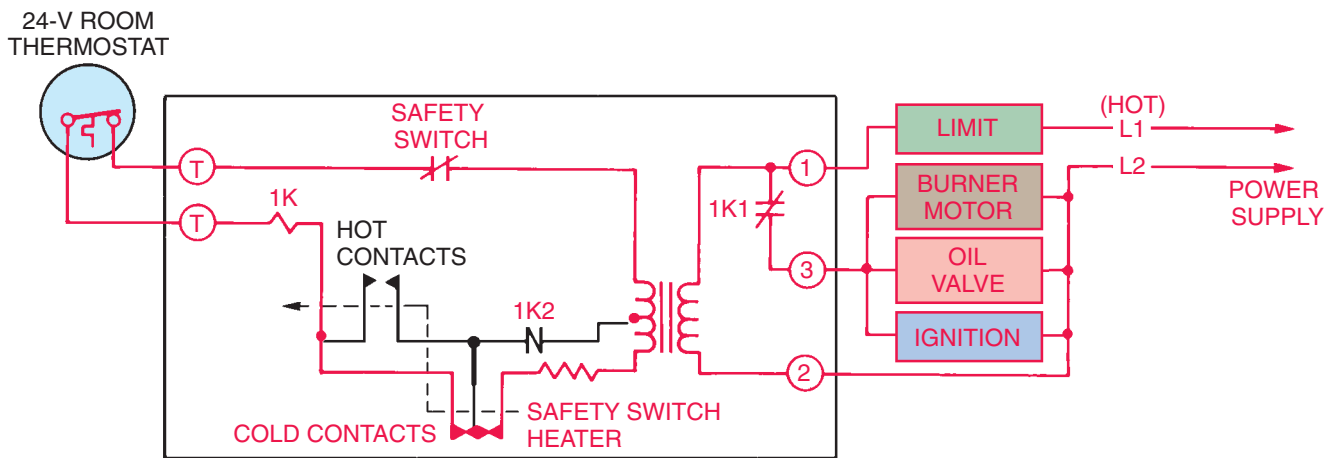 24-V ROOM
THERMOSTAT
SAFETY
SWITCH
T
1K
T
HOT
CONTACTS
1K2
COLD CONTACTS
SAFETY SWITCH
HEATER
1K1
1
3
2
LIMIT
BURNER
MOTOR
OIL
VALVE
IGNITION
(HOT)
L1
L2
POWER
SUPPLY